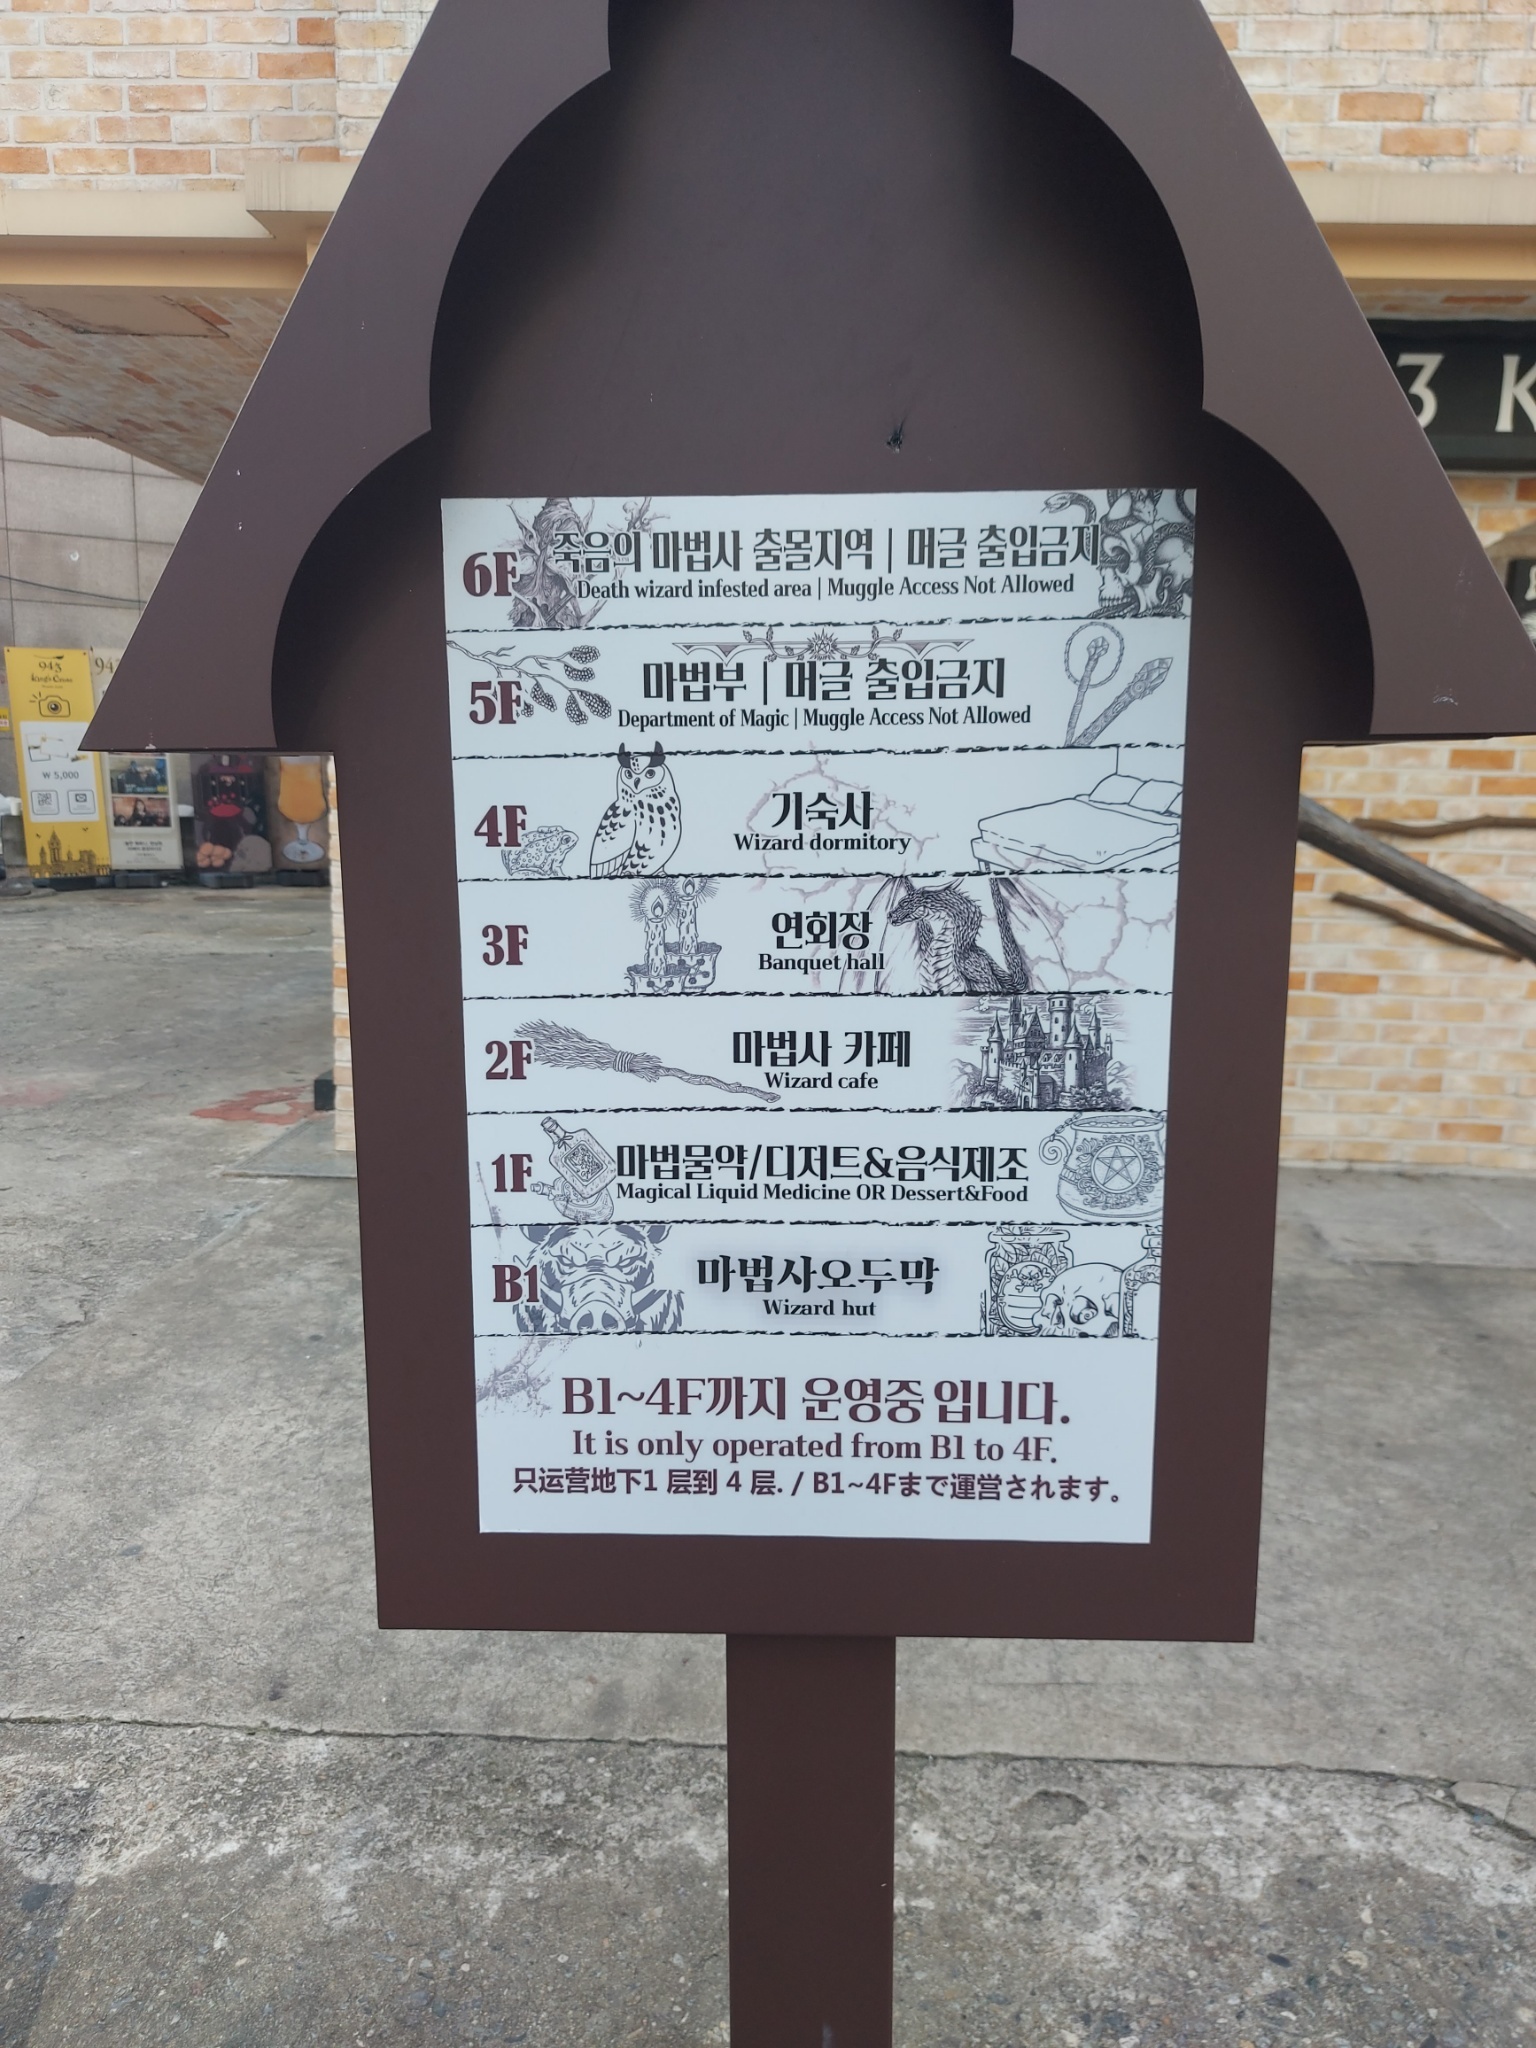 6F
죽음의 마법사 출몰지역 | 머글 출입금지
Death wizard infested area | Muggle Access Not Allowed
5F
마법부 | 머글 출입금지
Department of Magic | Muggle Access Not Allowed
4F
기숙사
Wizard dormitory
3F
연회장
Banquet hall
2F
마법사 카페
Wizard cafe
1F
마법물약/디저트&음식제조
Magical Liquid Medicine OR Dessert&Food
B1
마법사오두막
Wizard hut
B1~4F까지 운영중 입니다.
It is only operated from B1 to 4F.
只运营地下1 层到 4 层. / B1~4Fまで運営されます。
3 K
943
₩ 5,000